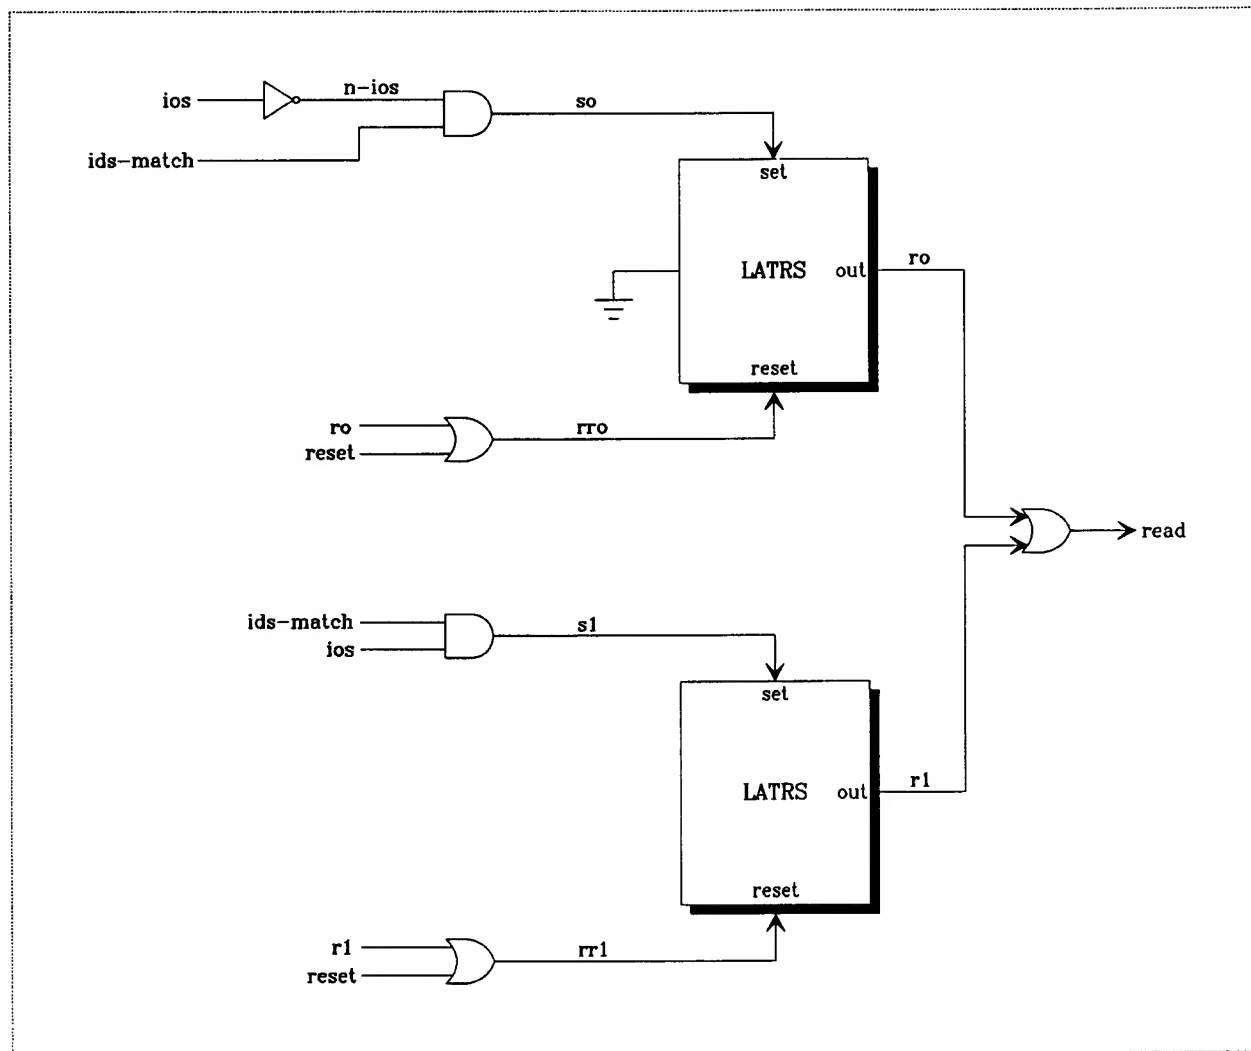 n-ios
ios
so
ids-match
set
LATRS
out
ro
reset
ro
reset
rro
read
ids-match
ios
s1
set
LATRS
out
r1
reset
r1
reset
rr1